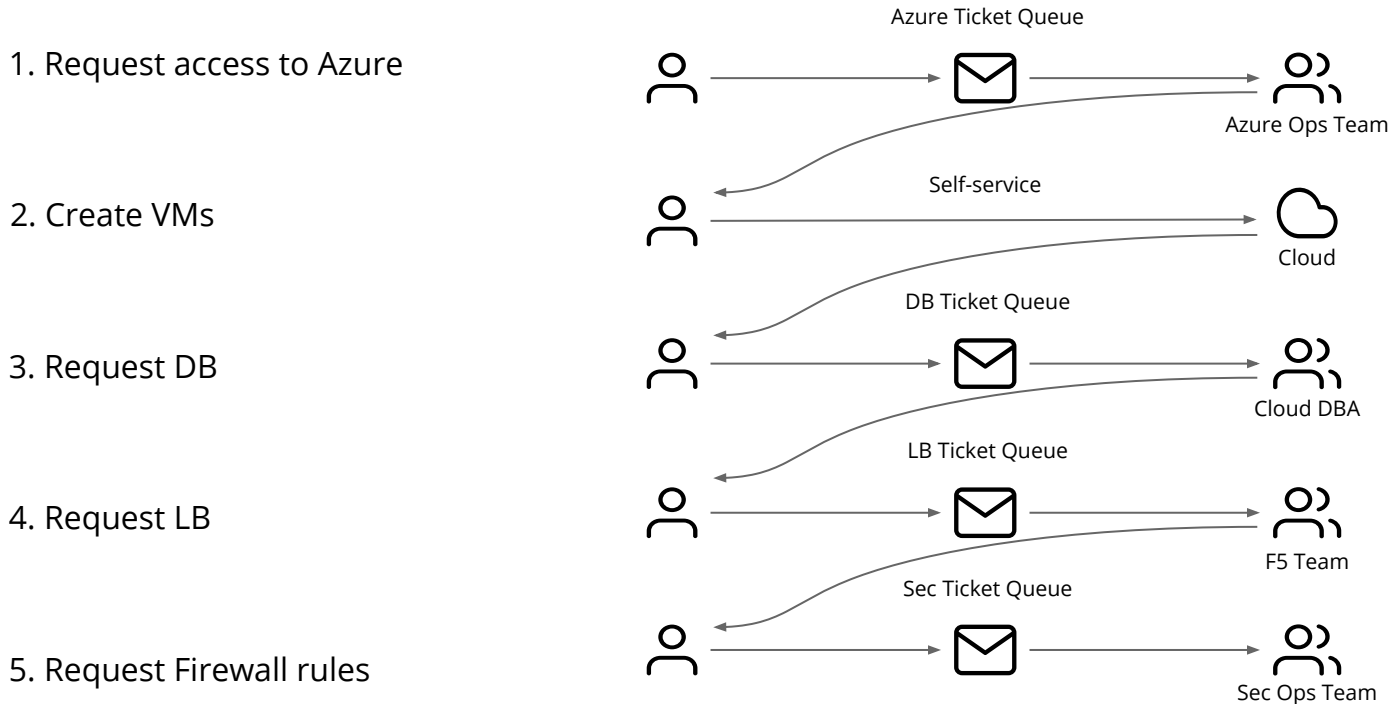 Azure Ticket Queue
1. Request access to Azure
Azure Ops Team
Self-service
2. Create VMs
Cloud
DB Ticket Queue
3. Request DB
Cloud DBA
LB Ticket Queue
4. Request LB
F5 Team
Sec Ticket Queue
5. Request Firewall rules
Sec Ops Team